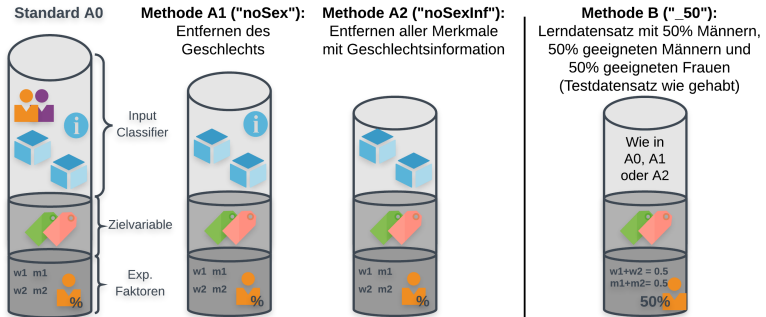 Standard A0
Methode A1 ("noSex"):
Entfernen des
Geschlechts
Methode A2 ("noSexInf"):
Entfernen aller Merkmale
mit Geschlechtsinformation
Methode B ("_50"):
Lerndatensatz mit 50% Männern,
50% geeigneten Männern und
50% geeigneten Frauen
(Testdatensatz wie gehabt)
i
Input
Classifier
Zielvariable
w1 m1
w2 m2
%
Exp.
Faktoren
i
w1 m1
w2 m2
%
w1 m1
w2 m2
%
Wie in
A0, A1
oder A2
w1+w2 = 0.5
m1+m2= 0.5
50%